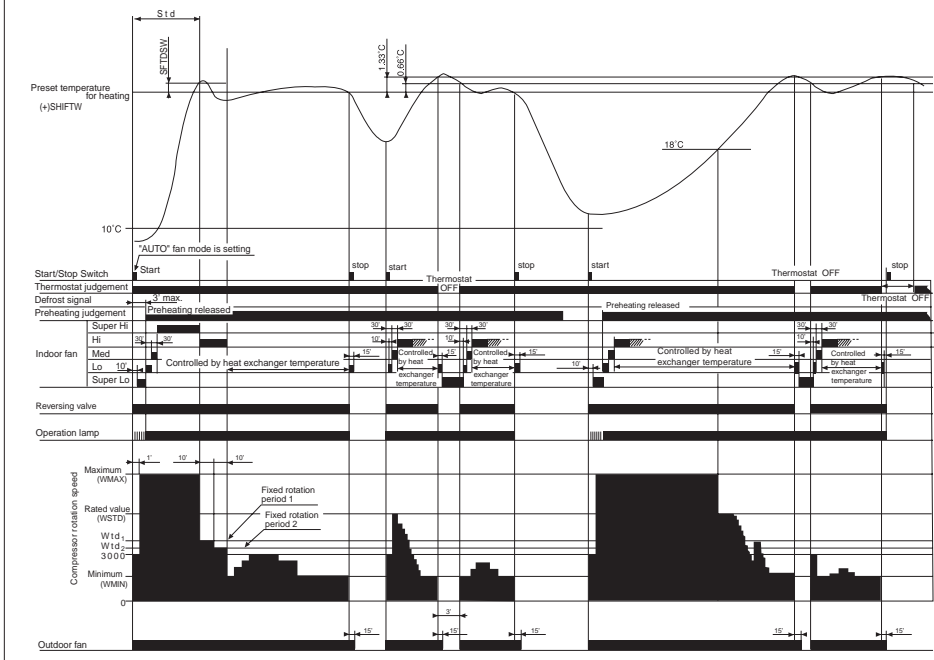 Std
SFTDSW
1.33°C
0.66°C
Preset temperature
for heating
(+)SHIFTW
18°C
10°C
"AUTO" fan mode is setting
Start/Stop Switch
Start
stop
start
stop
start
Thermostat OFF
stop
Thermostat judgement
Thermostat
OFF
Thermostat OFF
Defrost signal
3' max.
Preheating judgement
Preheating released
Preheating released
Indoor fan
Super Hi
Hi
Med
Lo
Super Lo
30'
30'
10'
Controlled by heat exchanger temperature
15'
30'
30'
10'
Controlled
by heat
exchanger
temperature
15'
30'
30'
10'
Controlled
by heat
exchanger
temperature
15'
10'
Controlled by heat
exchanger temperature
15'
30'
30'
10'
Controlled
by heat
exchanger
temperature
15'
Reversing valve
Operation lamp
1'
10'
10'
Compressor rotation speed
Maximum
(WMAX)
Rated value
(WSTD)
Wtd1
Wtd2
3000
Minimum
(WMIN)
0
Fixed rotation
period 1
Fixed rotation
period 2
3'
Outdoor fan
15'
15'
15'
15'
15'